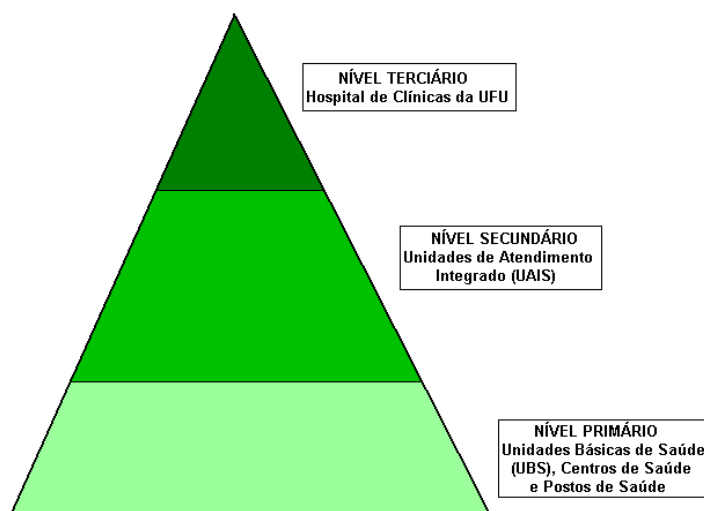 NÍVEL TERCIÁRIO
Hospital de Clínicas da UFU
NÍVEL SECUNDÁRIO
Unidades de Atendimento
Integrado (UAIS)
NÍVEL PRIMÁRIO
Unidades Básicas de Saúde
(UBS), Centros de Saúde
e Postos de Saúde